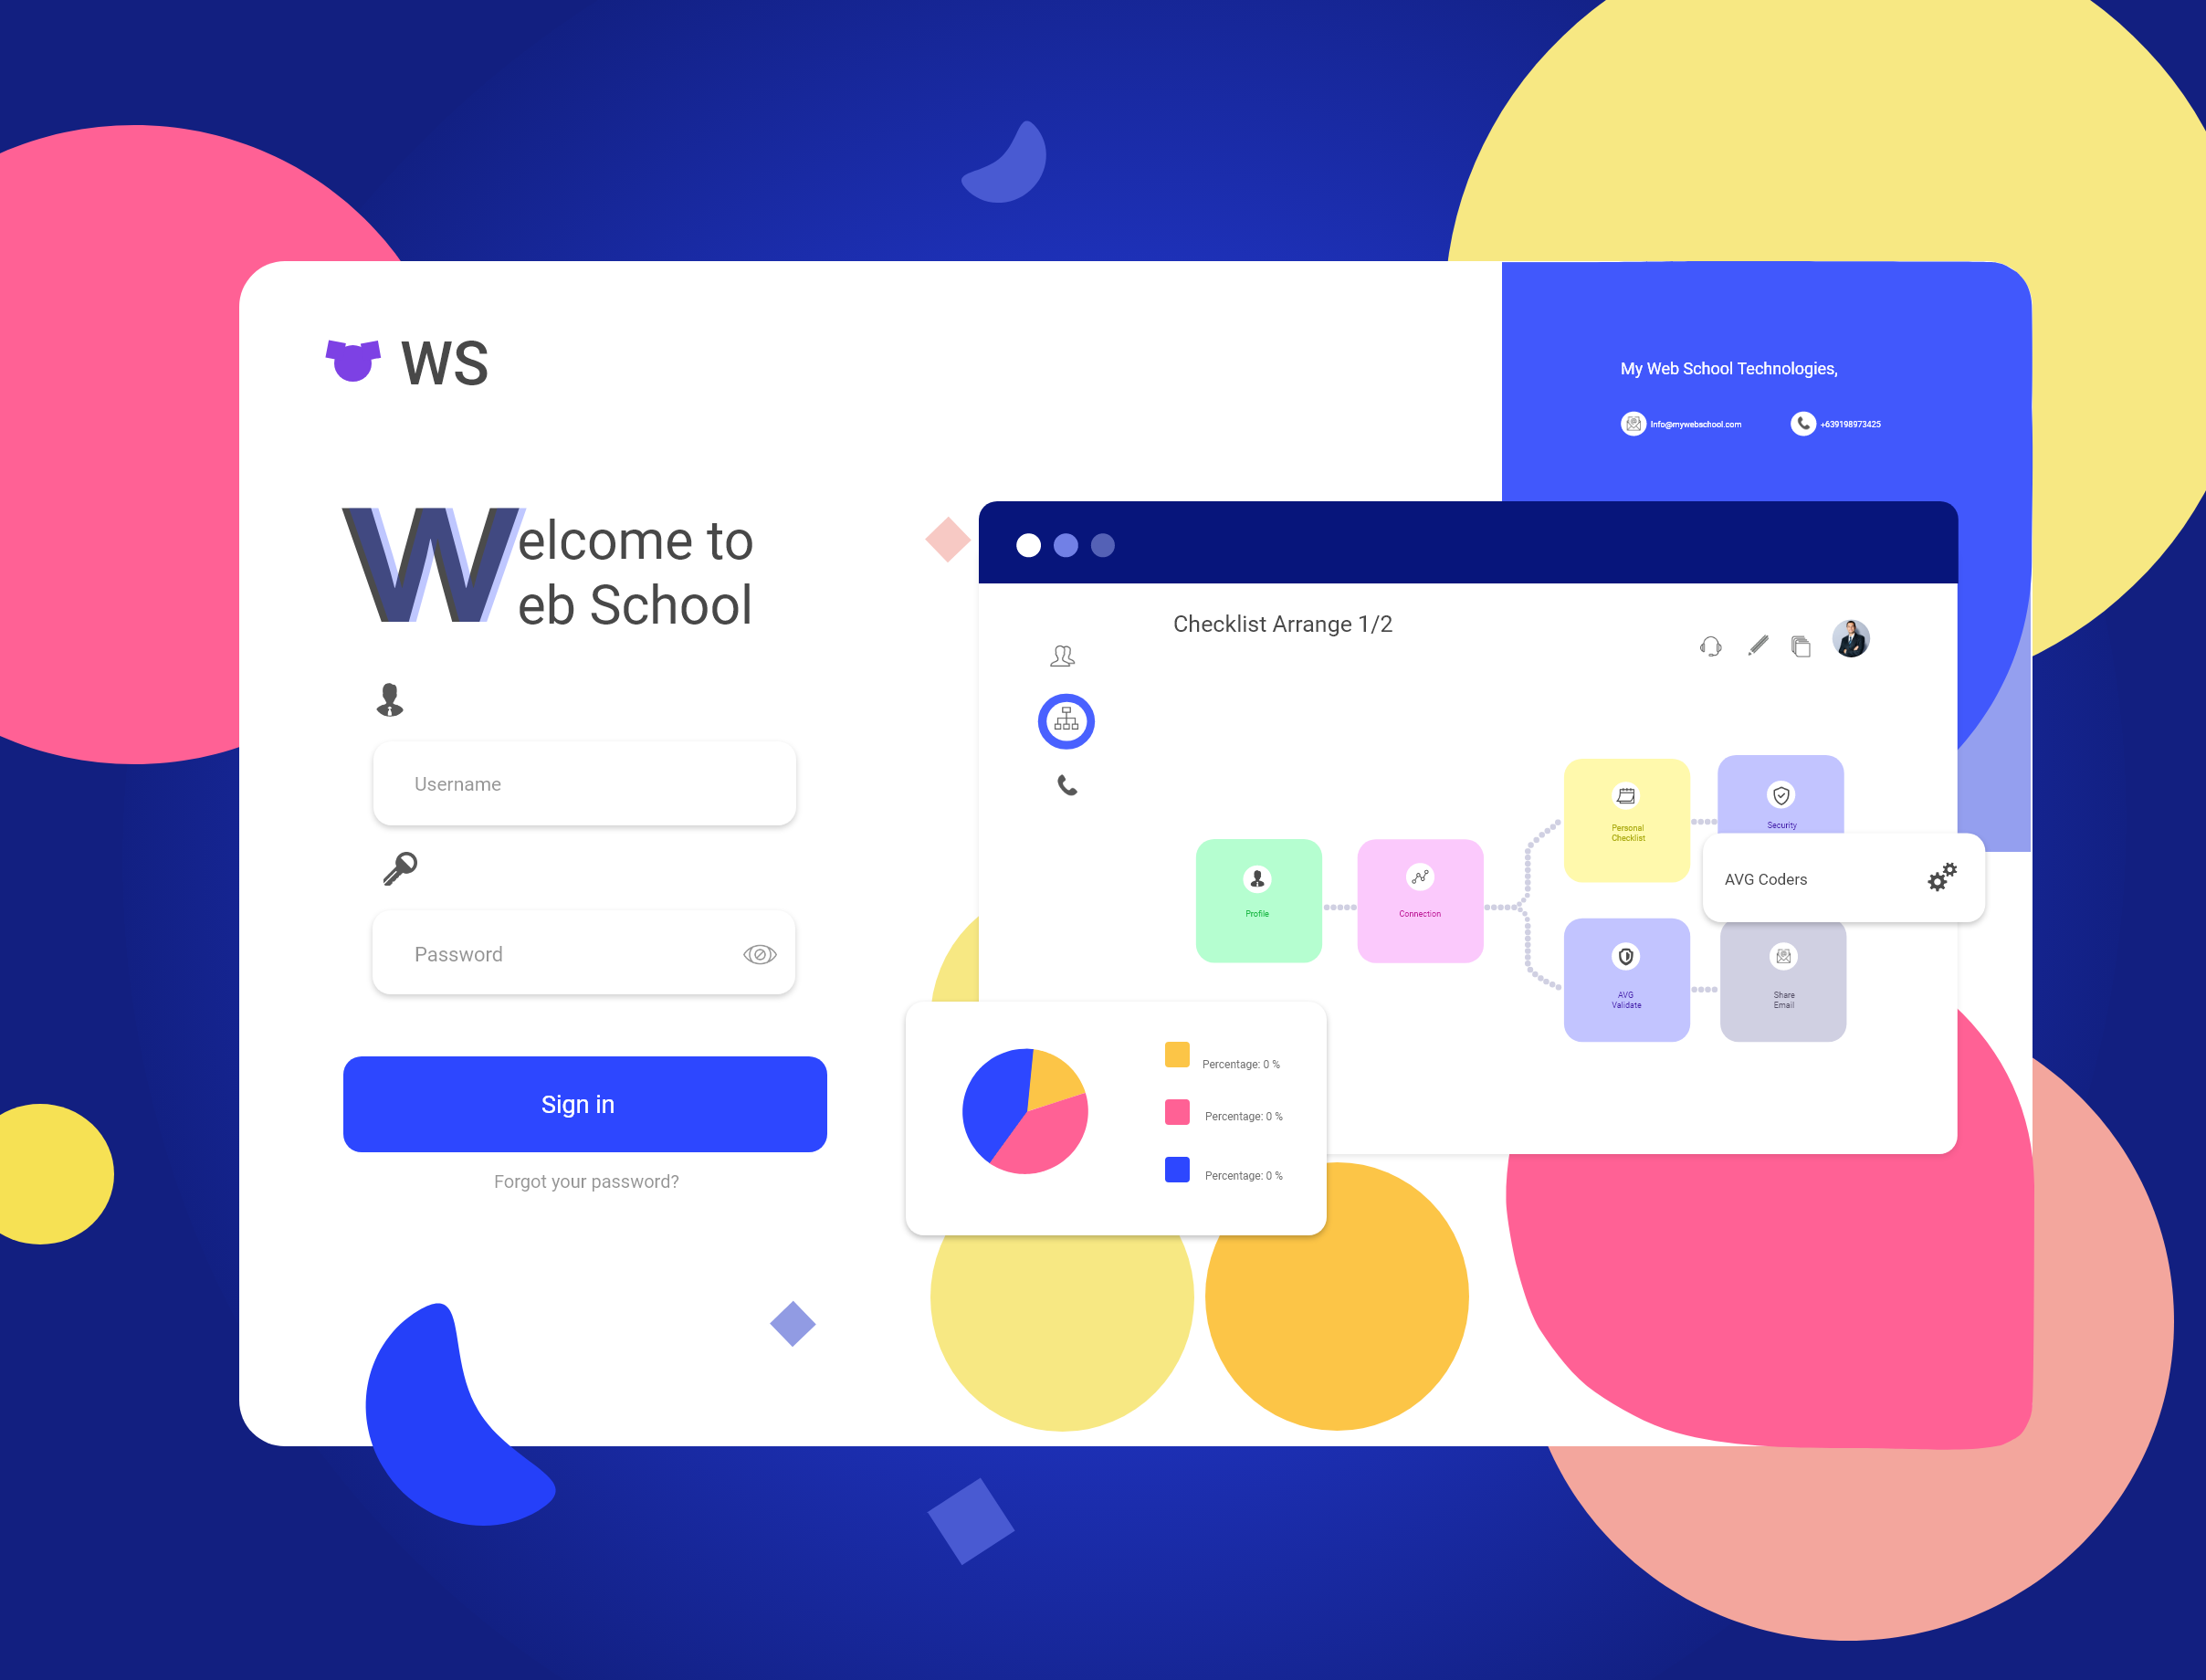 WS
My Web School Technologies,
Info@mywebschool.com
+639198973425
Welcome to
eb School
Username
Password
Sign in
Forgot your password?
Checklist Arrange 1/2
Profile
Connection
Personal
Checklist
Security
AVG Coders
AVG
Validate
Share
Email
Percentage: 0 %
Percentage: 0 %
Percentage: 0 %